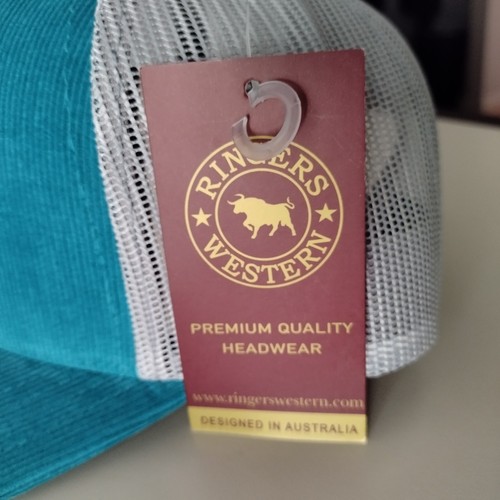 RINGERS
WESTERN
PREMIUM QUALITY
HEADWEAR
www.ringerswestern.com
DESIGNED IN AUSTRALIA